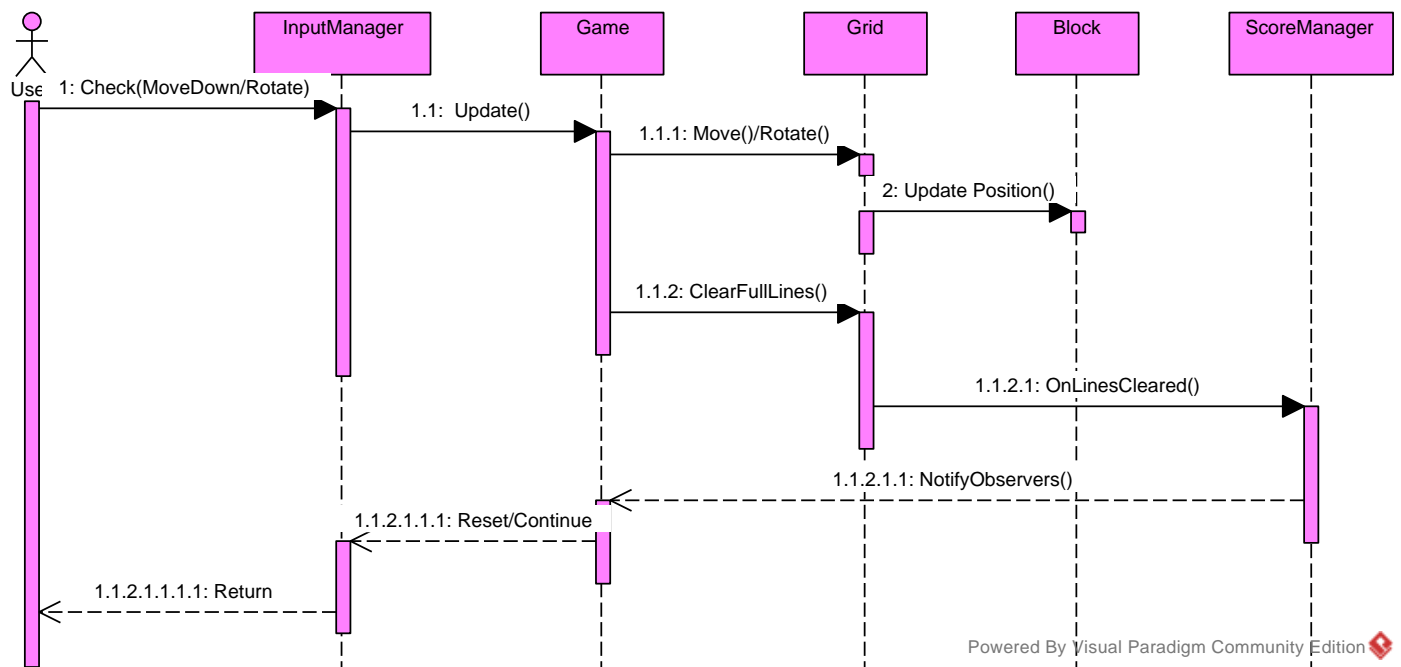 InputManager
Game
Grid
Block
ScoreManager
Use
1: Check(MoveDown/Rotate)
1.1: Update()
1.1.1: Move()/Rotate()
2: Update Position()
1.1.2: ClearFullLines()
1.1.2.1: OnLinesCleared()
1.1.2.1.1: NotifyObservers()
1.1.2.1.1.1: Reset/Continue
1.1.2.1.1.1.1: Return
Powered By Visual Paradigm Community Edition